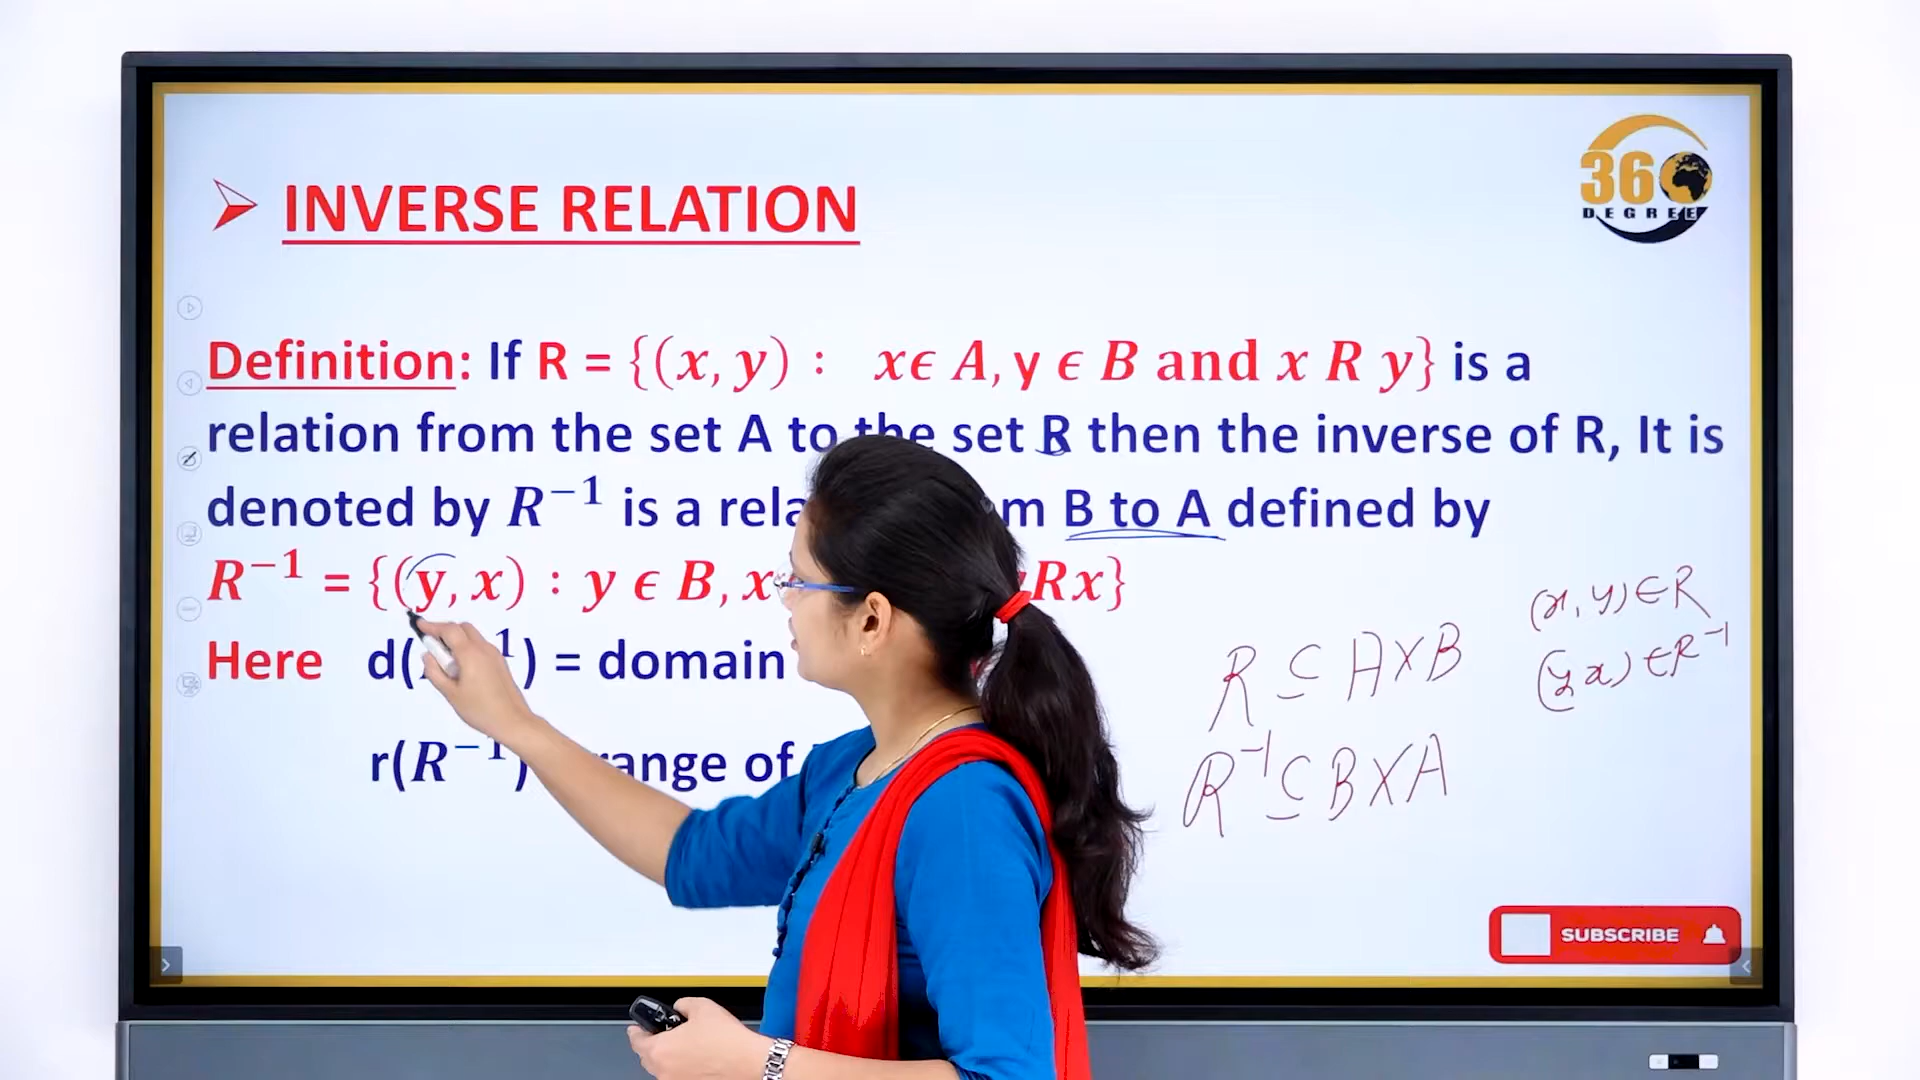 360
DEGREE
INVERSE RELATION
Definition: If R = {(x, y) : xϵ A, y ϵ B and x R y} is a
relation from the set A to the set R then the inverse of R, It is
denoted by R⁻¹ is a B to A defined by
R⁻¹ = {(y, x) : y ϵ B, x Rx}
Here d( ) = domain
r(R⁻¹) range of
(x, y) ∈ R
(y, x) ∈ R⁻¹
R ⊆ A × B
R⁻¹ ⊆ B × A
SUBSCRIBE